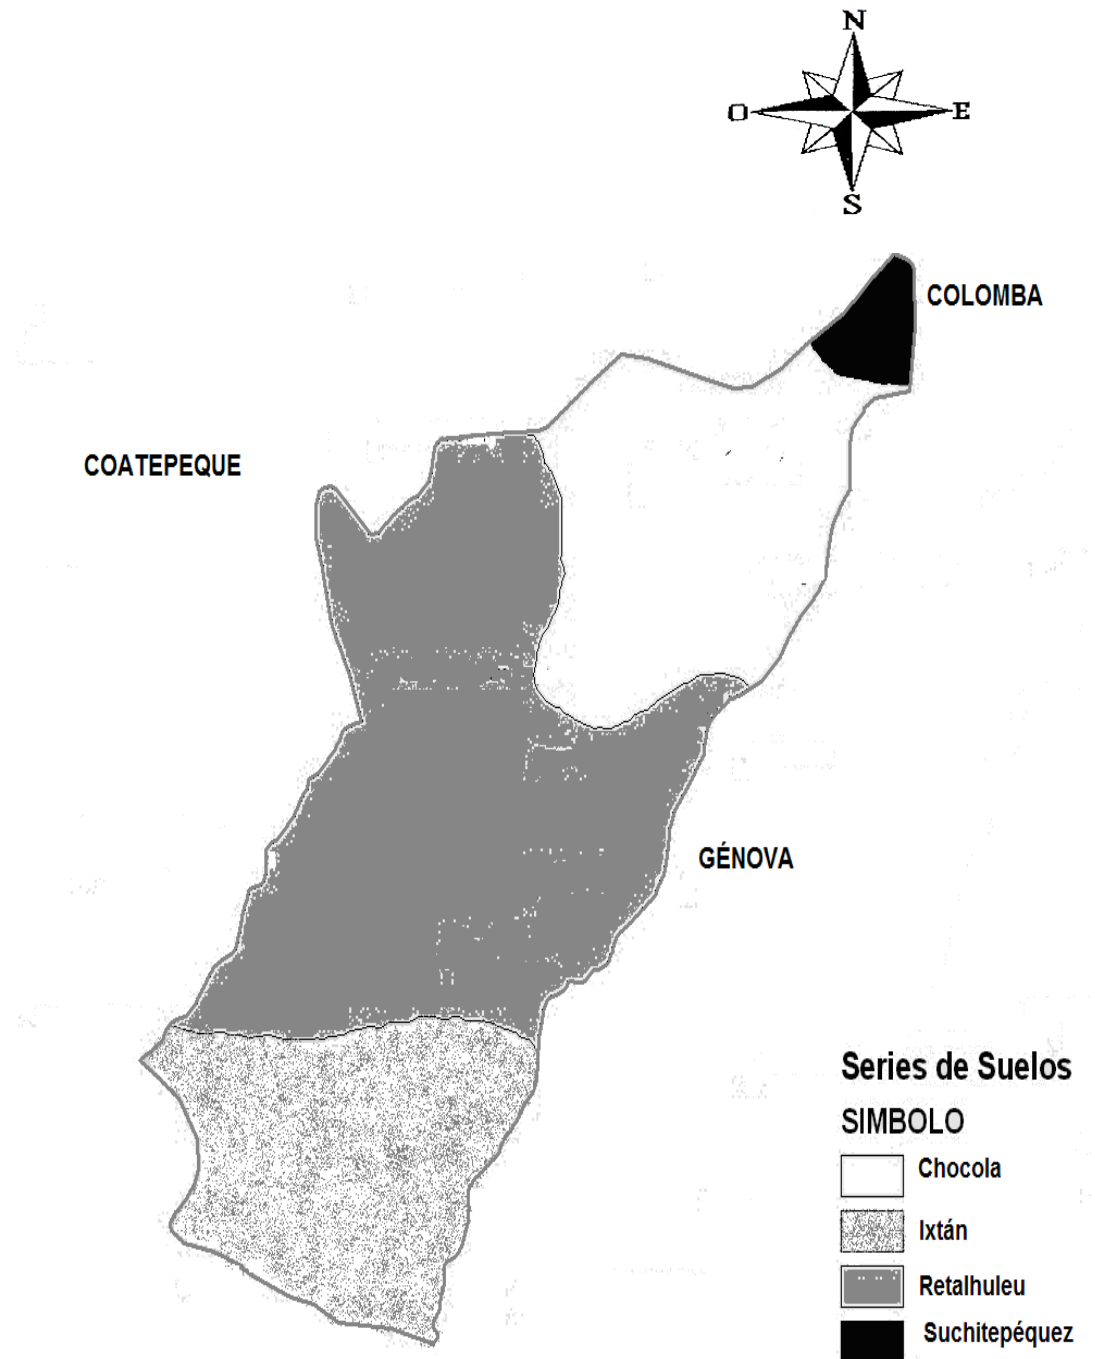 N
O
E
S
COLOMBA
COATEPEQUE
GÉNOVA
Series de Suelos
SIMBOLO
Chocola
Ixtán
Retalhuleu
Suchitepéquez